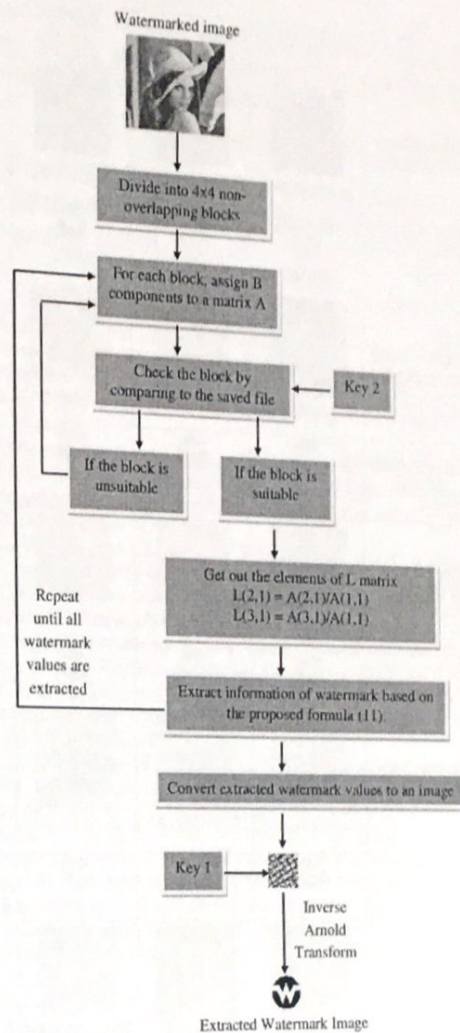 Watermarked image
Divide into 4x4 non-
overlapping blocks
For each block, assign B
components to a matrix A
Check the block by
comparing to the saved file
Key 2
If the block is
unsuitable
If the block is
suitable
Get out the elements of L matrix
L(2,1) = A(2,1)/A(1,1)
L(3,1) = A(3,1)/A(1,1)
Repeat
until all
watermark
values are
extracted
Extract information of watermark based on
the proposed formula (11).
Convert extracted watermark values to an image
Key 1
Inverse
Arnold
Transform
W
Extracted Watermark Image